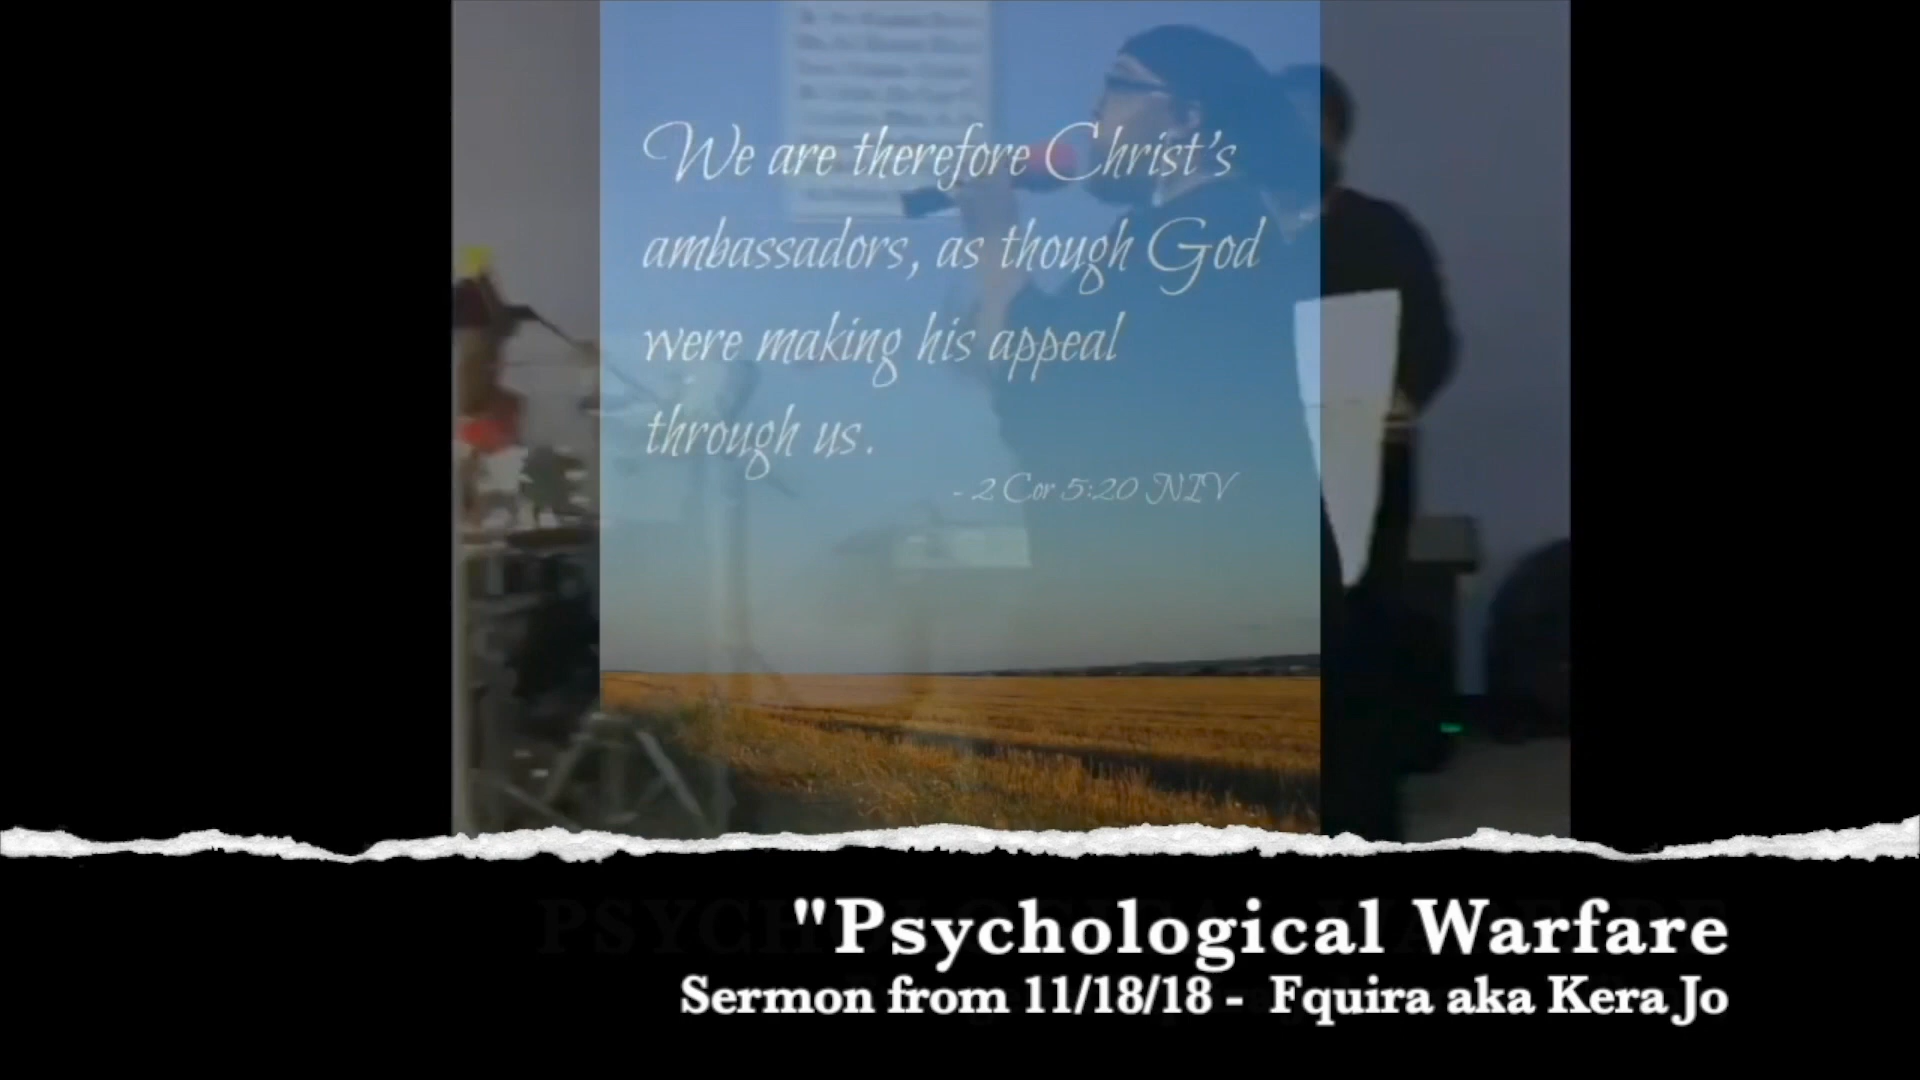 We are therefore Christ's
ambassadors, as though God
were making his appeal
through us.
- 2 Cor 5:20 NIV
"Psychological Warfare
Sermon from 11/18/18 - Fquira aka Kera Jo